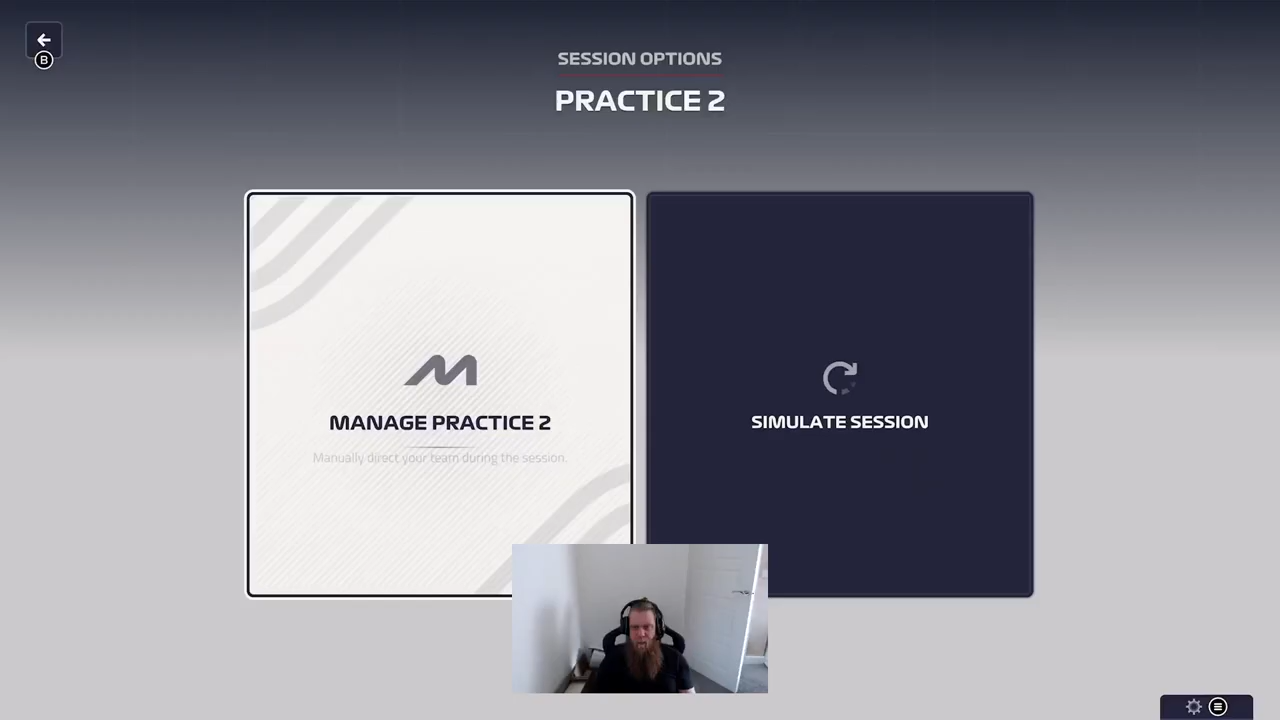 B
SESSION OPTIONS
PRACTICE 2
MANAGE PRACTICE 2
Manually direct your team during the session.
SIMULATE SESSION